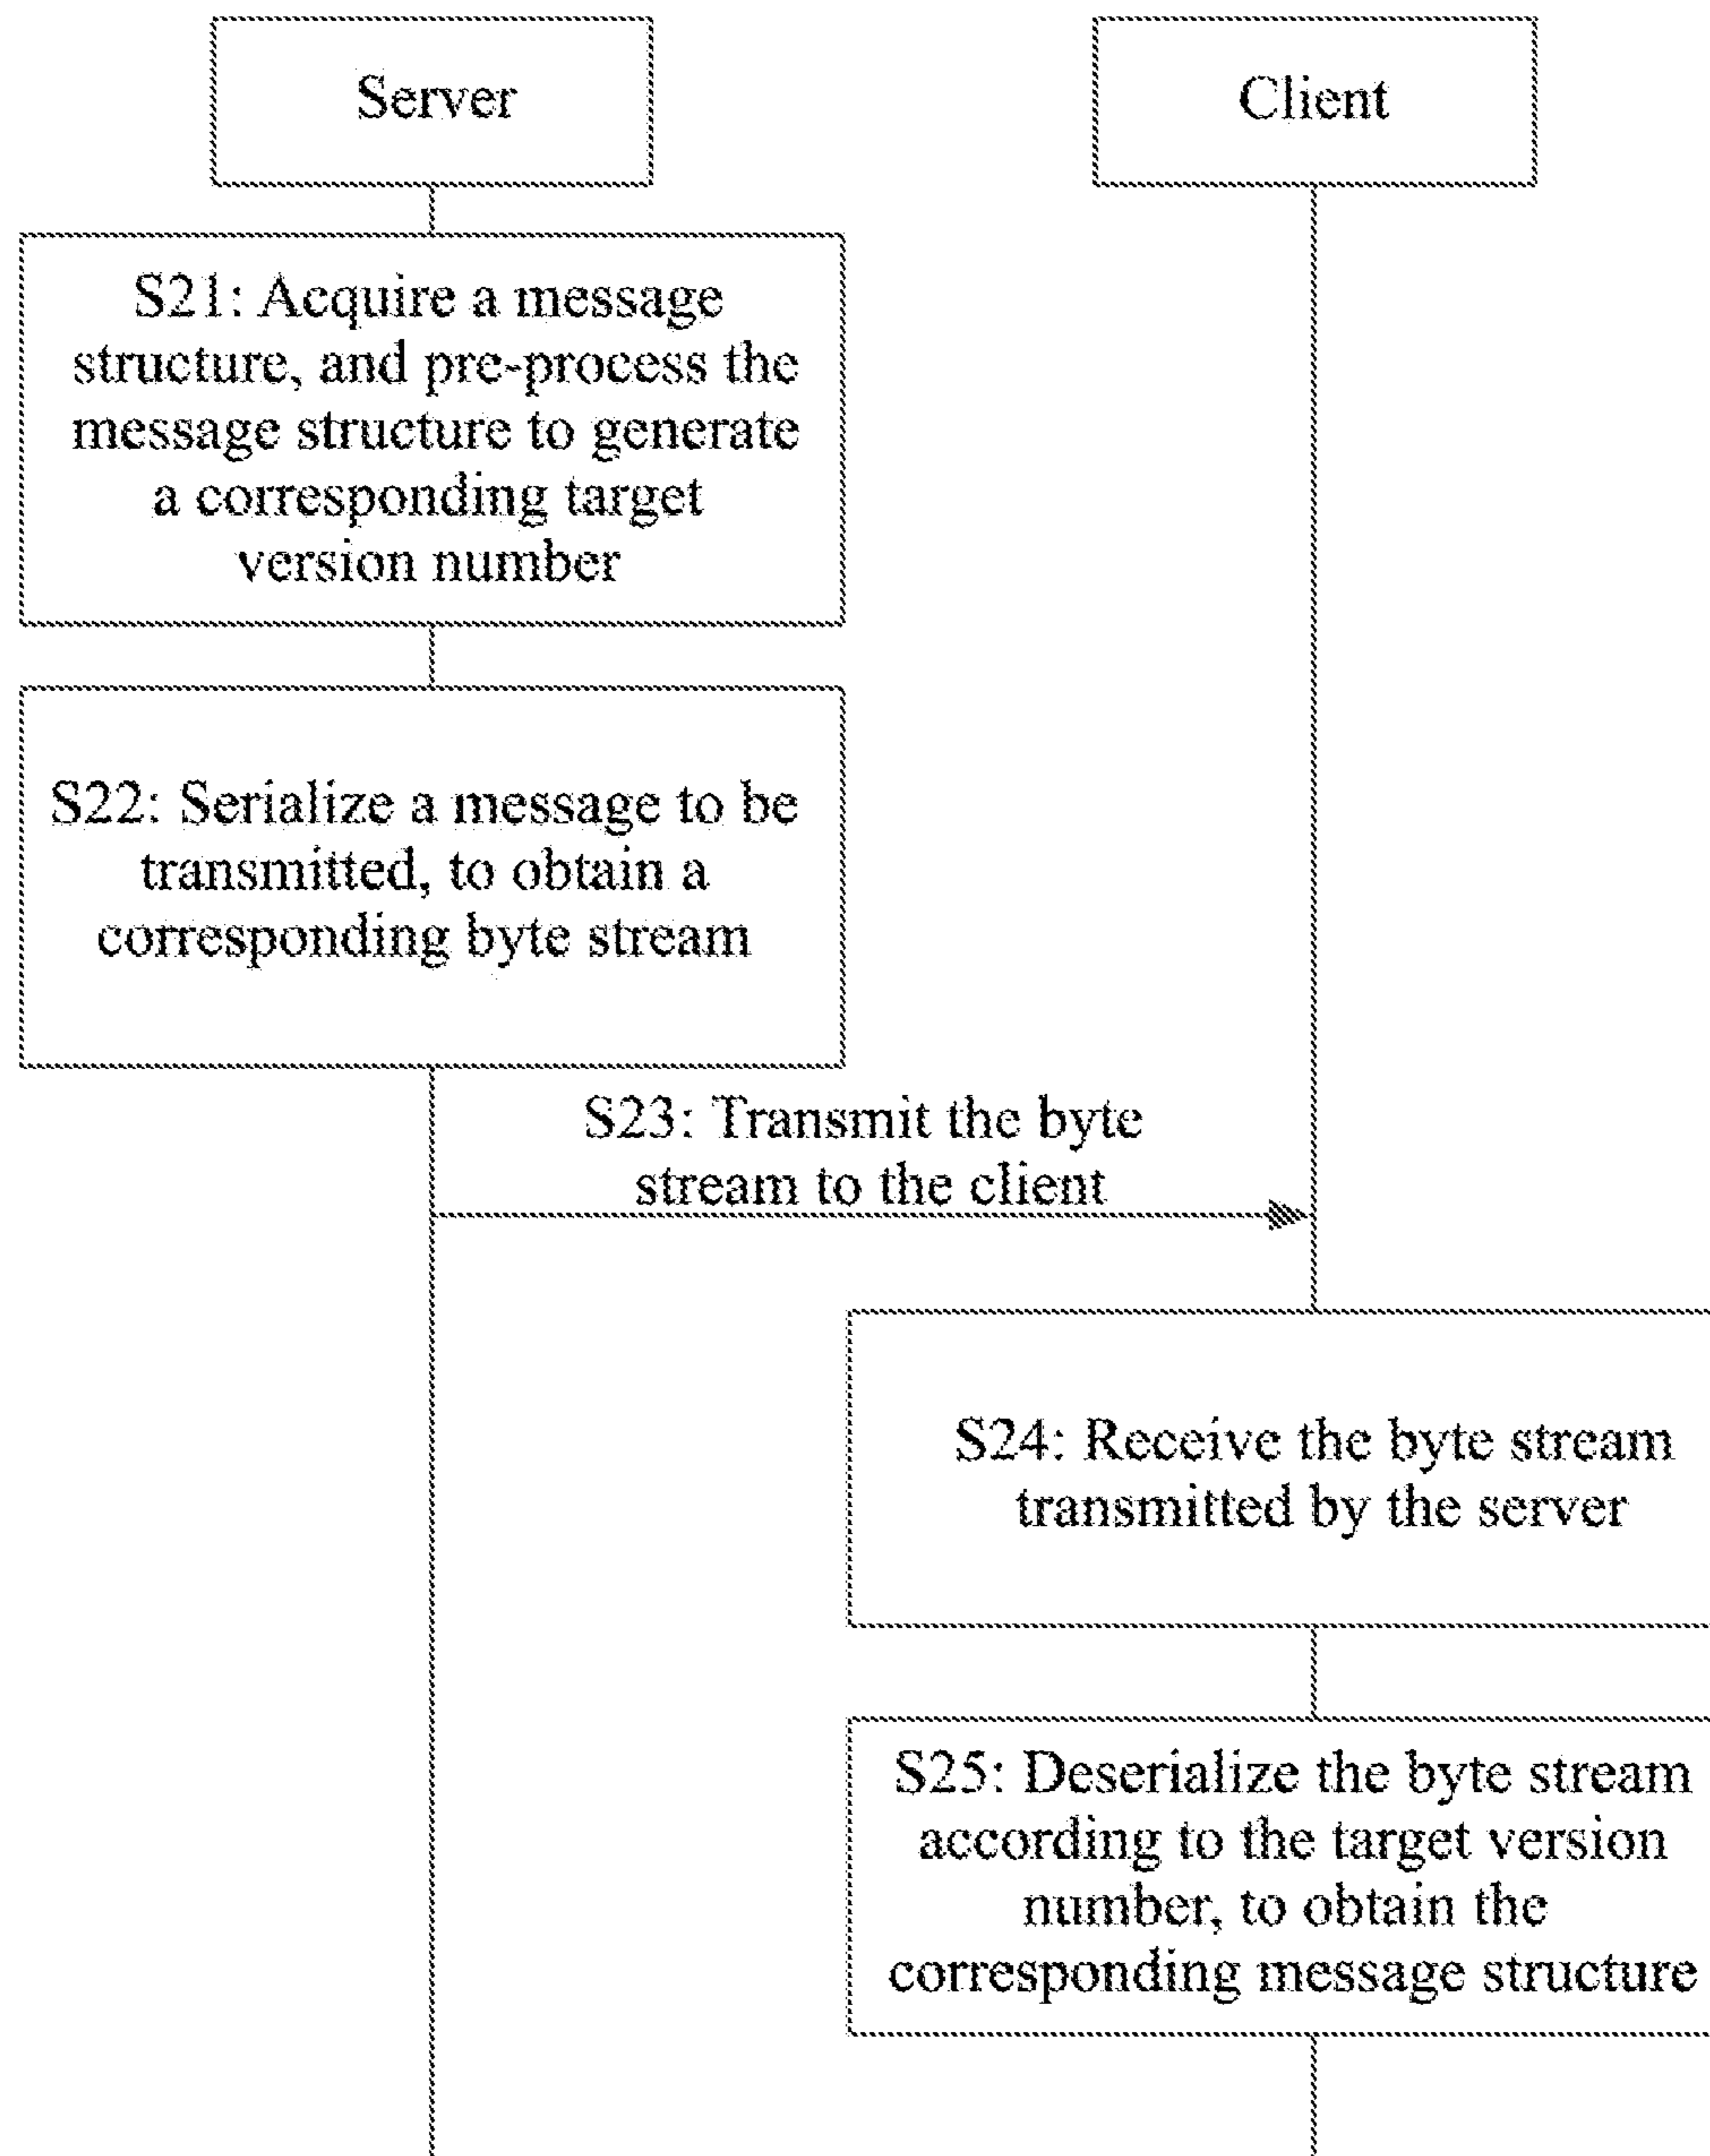 Server
Client
S21: Acquire a message
structure, and pre-process the
message structure to generate
a corresponding target
version number
S22: Serialize a message to be
transmitted, to obtain a
corresponding byte stream
S23: Transmit the byte
stream to the client
S24: Receive the byte stream
transmitted by the server
S25: Deserialize the byte stream
according to the target version
number, to obtain the
corresponding message structure